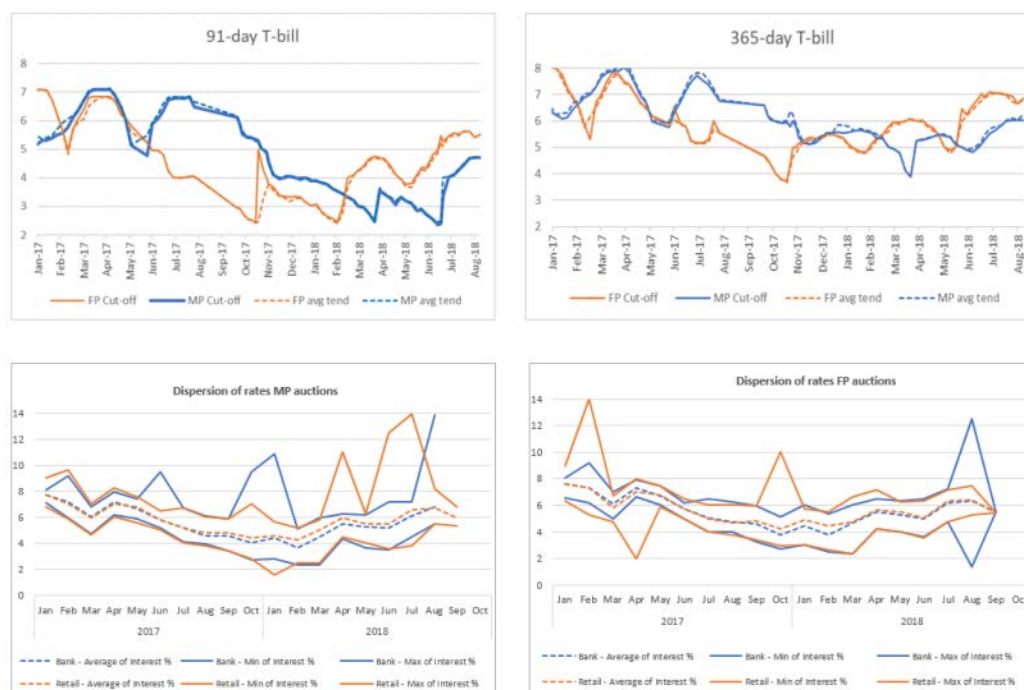 91-day T-bill
8
7
6
5
4
3
2
Jan-17 Feb-17 Mar-17 Apr-17 May-17 Jun-17 Jul-17 Aug-17 Sep-17 Oct-17 Nov-17 Dec-17 Jan-18 Feb-18 Mar-18 Apr-18 May-18 Jun-18 Jul-18 Aug-18
FP Cut-off MP Cut-off FP avg tend MP avg tend
365-day T-bill
8
7
6
5
4
3
2
Jan-17 Feb-17 Mar-17 Apr-17 May-17 Jun-17 Jul-17 Aug-17 Sep-17 Oct-17 Nov-17 Dec-17 Jan-18 Feb-18 Mar-18 Apr-18 May-18 Jun-18 Jul-18 Aug-18
FP Cut-off MP Cut-off FP avg tend MP avg tend
Dispersion of rates MP auctions
14
12
10
8
6
4
2
0
Jan Feb Mar Apr May Jun Jul Aug Sep Oct Jan Feb Mar Apr May Jun Jul Aug Sep Oct
2017 2018
Bank - Average of Interest % Bank - Min of Interest % Bank - Max of Interest %
Retail - Average of Interest % Retail - Min of Interest % Retail - Max of Interest %
Dispersion of rates FP auctions
14
12
10
8
6
4
2
0
Jan Feb Mar Apr May Jun Jul Aug Sep Oct Jan Feb Mar Apr May Jun Jul Aug Sep Oct
2017 2018
Bank - Average of Interest % Bank - Min of Interest % Bank - Max of Interest %
Retail - Average of Interest % Retail - Min of Interest % Retail - Max of Interest %